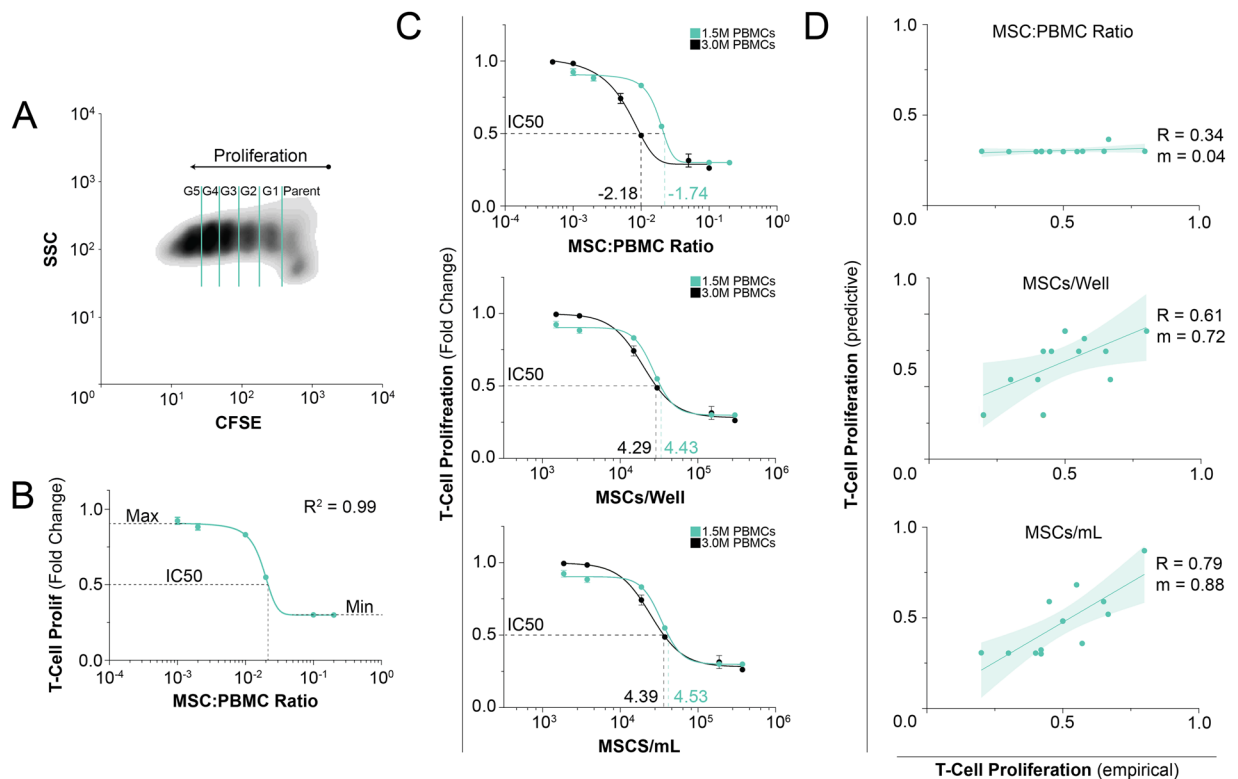 A
10⁴
10³
10²
10¹
10⁰
SSC
Proliferation
G5 G4 G3 G2 G1 Parent
10¹
10²
10³
10⁴
CFSE
B
T-Cell Prolif (Fold Change)
1.0
0.5
0.0
Max
IC50
Min
R² = 0.99
10⁻⁴
10⁻³
10⁻²
10⁻¹
10⁰
MSC:PBMC Ratio
C
T-Cell Prolifreation (Fold Change)
1.5M PBMCs
3.0M PBMCs
1.0
0.5
0.0
IC50
-2.18
-1.74
10⁻⁴
10⁻³
10⁻²
10⁻¹
10⁰
MSC:PBMC Ratio
1.5M PBMCs
3.0M PBMCs
1.0
0.5
0.0
IC50
4.29
4.43
10³
10⁴
10⁵
10⁶
MSCs/Well
1.5M PBMCs
3.0M PBMCs
1.0
0.5
0.0
IC50
4.39
4.53
10³
10⁴
10⁵
10⁶
MSCS/mL
D
T-Cell Proliferation (predictive)
MSC:PBMC Ratio
1.0
0.5
0.0
R = 0.34
m = 0.04
0.5
1.0
MSCs/Well
1.0
0.5
0.0
R = 0.61
m = 0.72
0.5
1.0
MSCs/mL
1.0
0.5
0.0
R = 0.79
m = 0.88
0.5
1.0
T-Cell Proliferation (empirical)